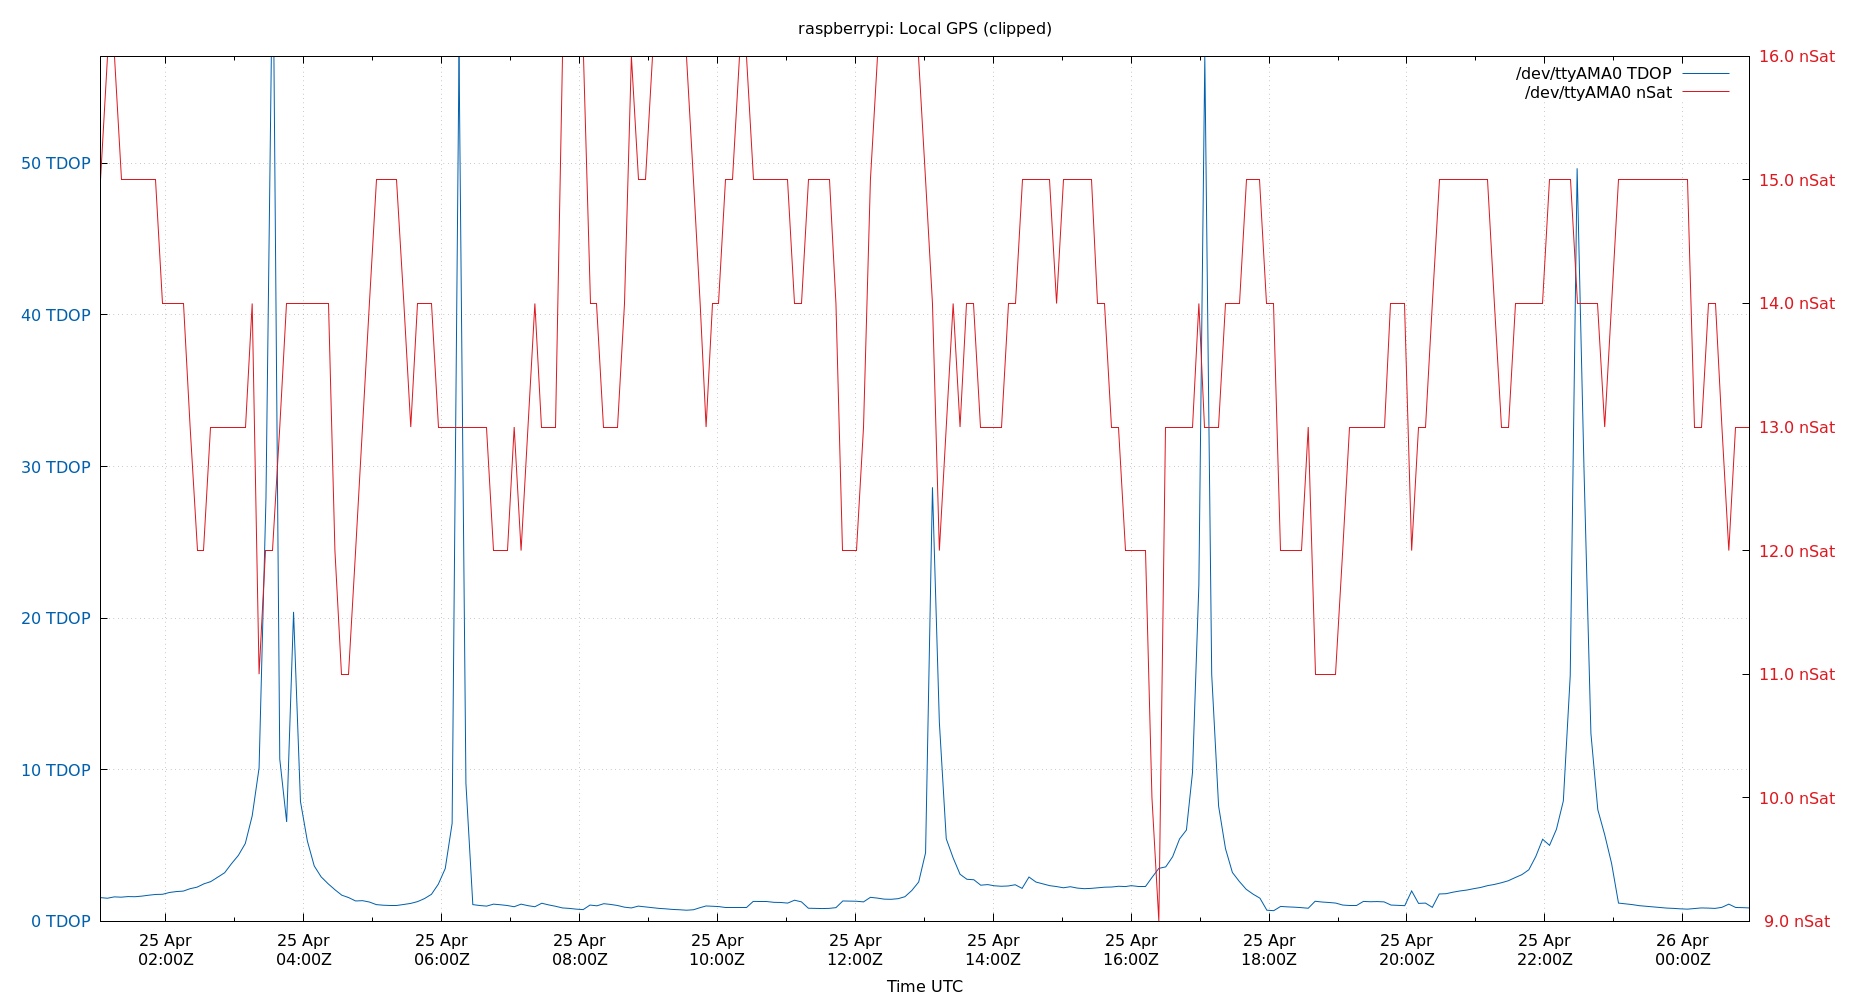 raspberrypi: Local GPS (clipped)
/dev/ttyAMA0 TDOP
/dev/ttyAMA0 nSat
50 TDOP
40 TDOP
30 TDOP
20 TDOP
10 TDOP
0 TDOP
16.0 nSat
15.0 nSat
14.0 nSat
13.0 nSat
12.0 nSat
11.0 nSat
10.0 nSat
9.0 nSat
25 Apr
02:00Z
25 Apr
04:00Z
25 Apr
06:00Z
25 Apr
08:00Z
25 Apr
10:00Z
25 Apr
12:00Z
25 Apr
14:00Z
25 Apr
16:00Z
25 Apr
18:00Z
25 Apr
20:00Z
25 Apr
22:00Z
26 Apr
00:00Z
Time UTC